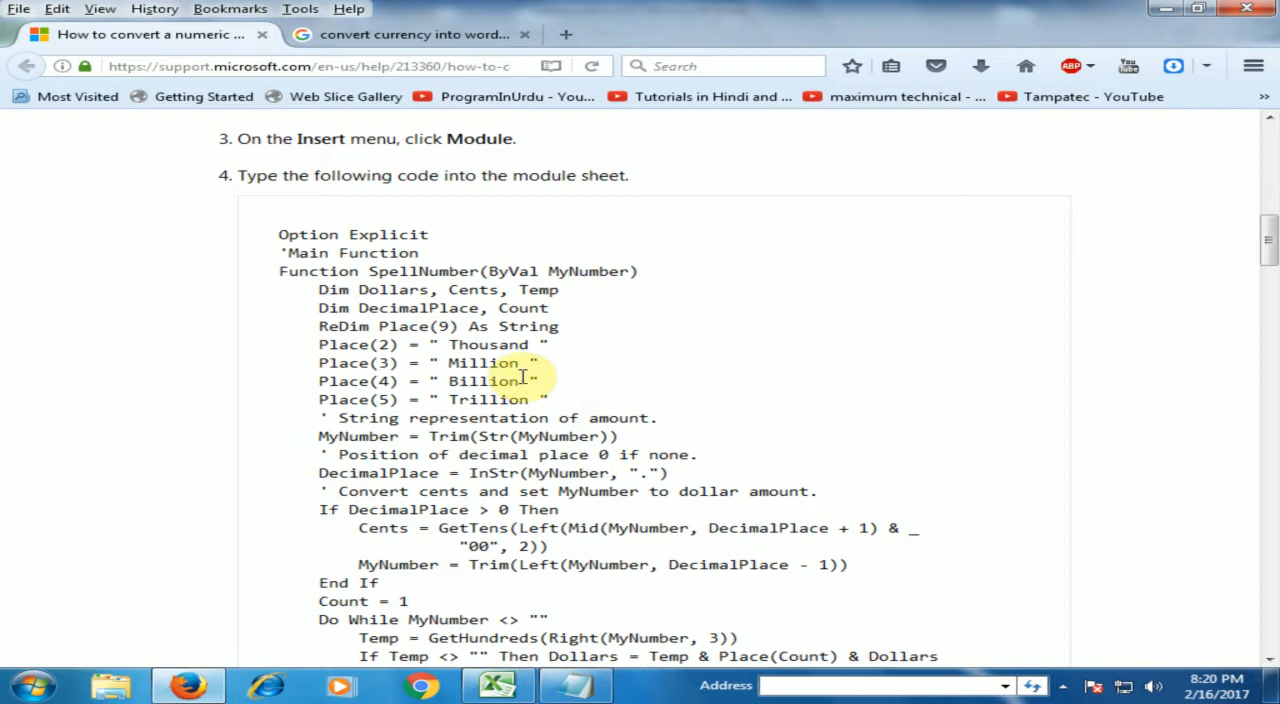 File Edit View History Bookmarks Tools Help
How to convert a numeric ... × convert currency into word... × +
https://support.microsoft.com/en-us/help/213360/how-to-c Search ABP You Tube
Most Visited Getting Started Web Slice Gallery ProgramInUrdu - You... Tutorials in Hindi and ... maximum technical - ... Tampatec - YouTube »
3. On the Insert menu, click Module.
4. Type the following code into the module sheet.
Option Explicit
'Main Function
Function SpellNumber(ByVal MyNumber)
Dim Dollars, Cents, Temp
Dim DecimalPlace, Count
ReDim Place(9) As String
Place(2) = " Thousand "
Place(3) = " Million "
Place(4) = " Billion "
Place(5) = " Trillion "
' String representation of amount.
MyNumber = Trim(Str(MyNumber))
' Position of decimal place 0 if none.
DecimalPlace = InStr(MyNumber, ".")
' Convert cents and set MyNumber to dollar amount.
If DecimalPlace > 0 Then
Cents = GetTens(Left(Mid(MyNumber, DecimalPlace + 1) & _
"00", 2))
MyNumber = Trim(Left(MyNumber, DecimalPlace - 1))
End If
Count = 1
Do While MyNumber <> ""
Temp = GetHundreds(Right(MyNumber, 3))
If Temp <> "" Then Dollars = Temp & Place(Count) & Dollars
Address
8:20 PM
2/16/2017